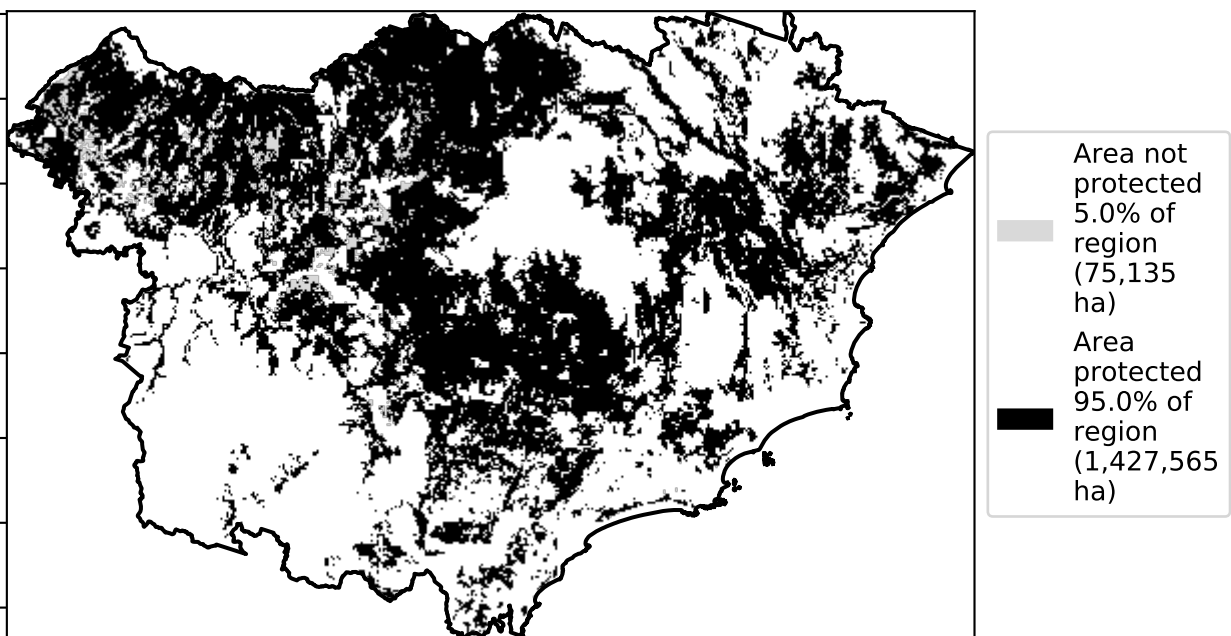 Area not
protected
5.0% of
region
(75,135
ha)
Area
protected
95.0% of
region
(1,427,565
ha)